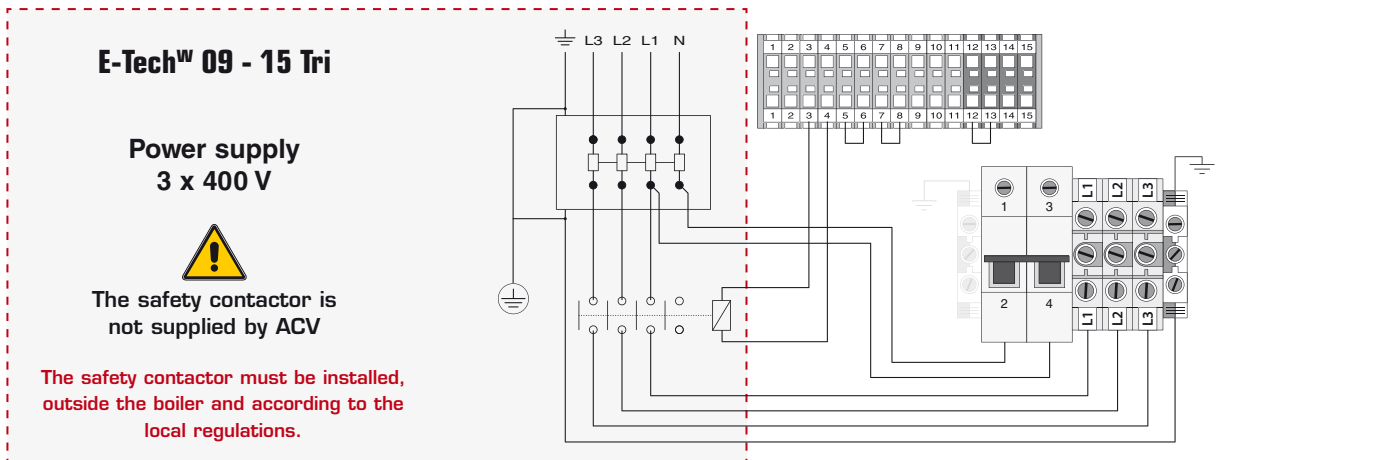 E-Techᵂ 09 - 15 Tri
Power supply
3 x 400 V
The safety contactor is
not supplied by ACV
The safety contactor must be installed,
outside the boiler and according to the
local regulations.
L3 L2 L1 N
1 2 3 4 5 6 7 8 9 10 11 12 13 14 15
1 2 3 4 5 6 7 8 9 10 11 12 13 14 15
1 3
L1 L2 L3
2 4
L1 L2 L3